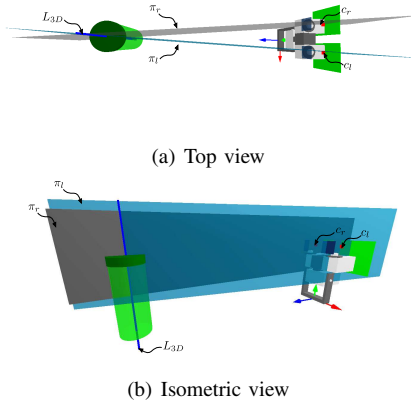 L3D
πr
cr
πl
cl
(a) Top view
πl
πr
cr
cl
L3D
(b) Isometric view